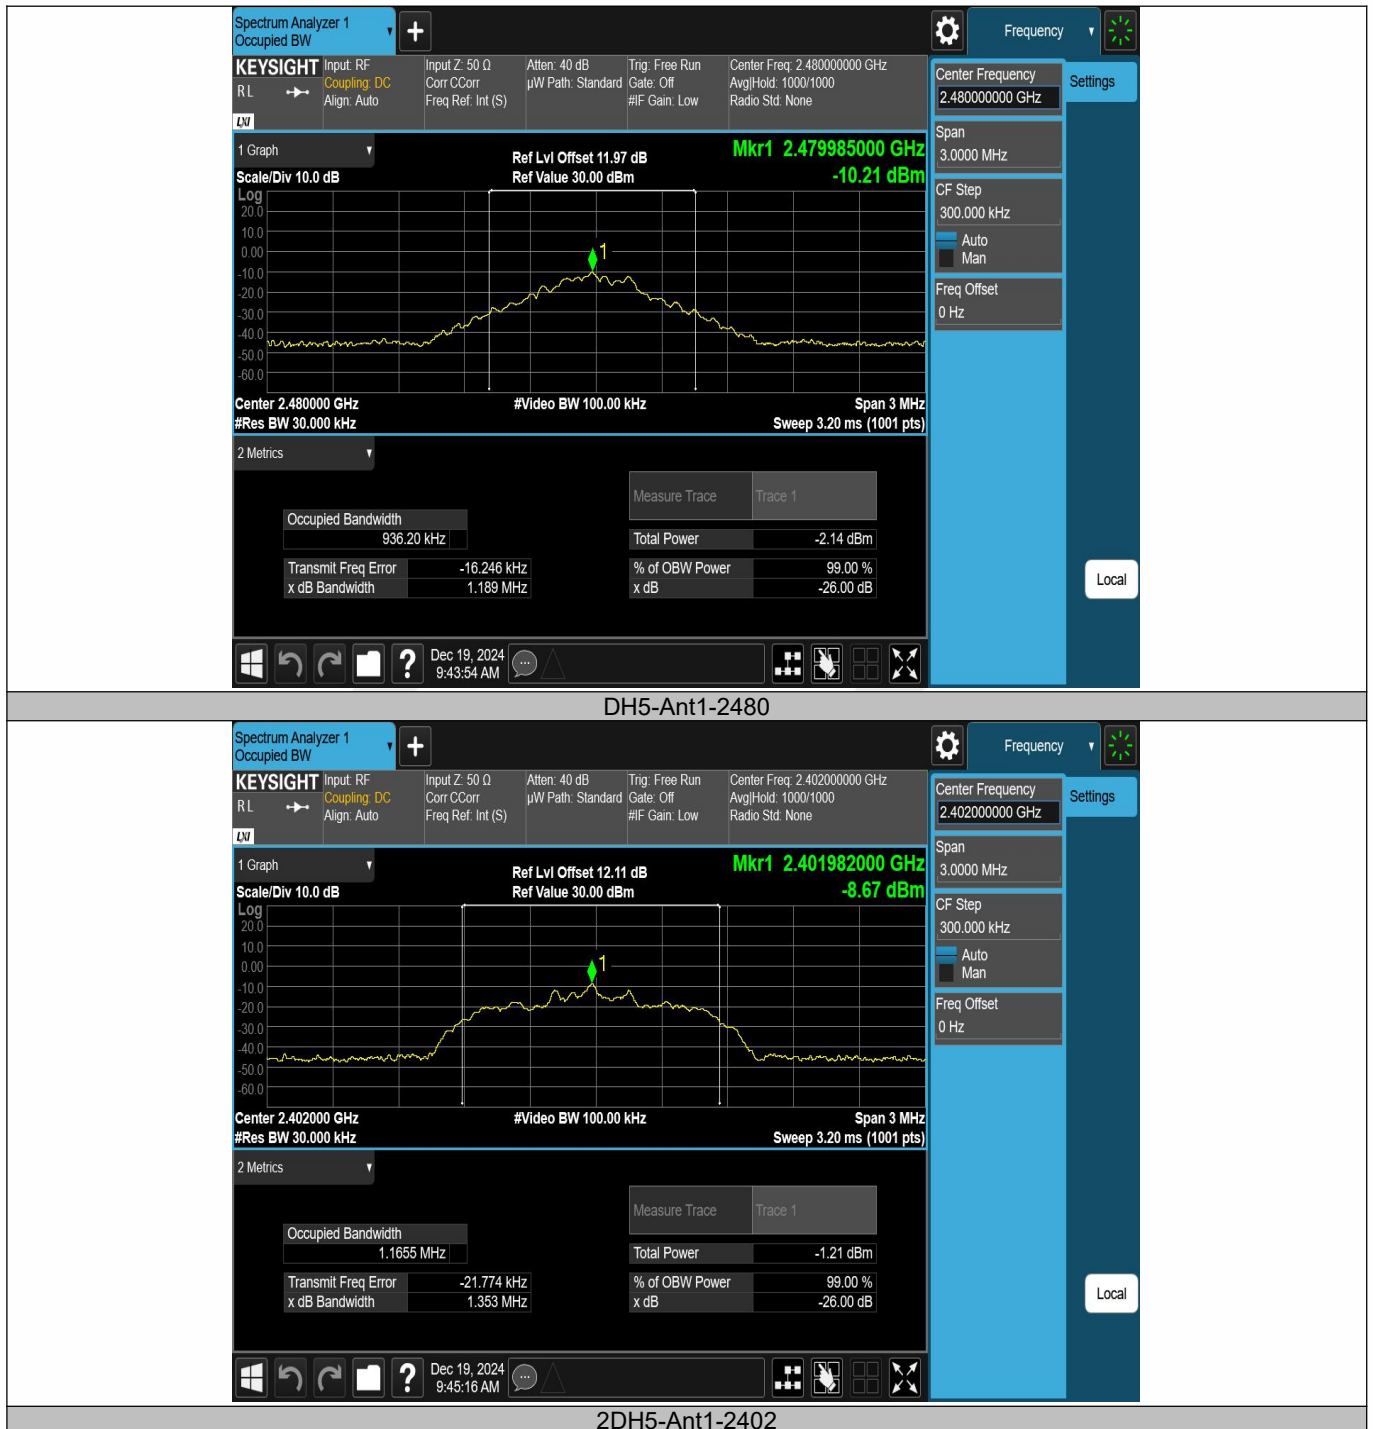 Spectrum Analyzer 1
Occupied BW
Frequency
KEYSIGHT
R L
LXI
Input: RF
Coupling: DC
Align: Auto
Input Z: 50 Ω
Corr CCorr
Freq Ref: Int (S)
Atten: 40 dB
µW Path: Standard
Trig: Free Run
Gate: Off
#IF Gain: Low
Center Freq: 2.480000000 GHz
Avg|Hold: 1000/1000
Radio Std: None
Center Frequency
2.480000000 GHz
Settings
Span
3.0000 MHz
CF Step
300.000 kHz
Auto
Man
Freq Offset
0 Hz
Local
1 Graph
Scale/Div 10.0 dB
Ref Lvl Offset 11.97 dB
Ref Value 30.00 dBm
Mkr1 2.479985000 GHz
-10.21 dBm
Log
20.0
10.0
0.00
-10.0
-20.0
-30.0
-40.0
-50.0
-60.0
1
Center 2.480000 GHz
#Video BW 100.00 kHz
Span 3 MHz
#Res BW 30.000 kHz
Sweep 3.20 ms (1001 pts)
2 Metrics
Measure Trace Trace 1
Occupied Bandwidth
936.20 kHz
Total Power -2.14 dBm
Transmit Freq Error -16.246 kHz
% of OBW Power 99.00 %
x dB Bandwidth 1.189 MHz
x dB -26.00 dB
?
Dec 19, 2024
9:43:54 AM
DH5-Ant1-2480
Spectrum Analyzer 1
Occupied BW
Frequency
KEYSIGHT
R L
LXI
Input: RF
Coupling: DC
Align: Auto
Input Z: 50 Ω
Corr CCorr
Freq Ref: Int (S)
Atten: 40 dB
µW Path: Standard
Trig: Free Run
Gate: Off
#IF Gain: Low
Center Freq: 2.402000000 GHz
Avg|Hold: 1000/1000
Radio Std: None
Center Frequency
2.402000000 GHz
Settings
Span
3.0000 MHz
CF Step
300.000 kHz
Auto
Man
Freq Offset
0 Hz
Local
1 Graph
Scale/Div 10.0 dB
Ref Lvl Offset 12.11 dB
Ref Value 30.00 dBm
Mkr1 2.401982000 GHz
-8.67 dBm
Log
20.0
10.0
0.00
-10.0
-20.0
-30.0
-40.0
-50.0
-60.0
1
Center 2.402000 GHz
#Video BW 100.00 kHz
Span 3 MHz
#Res BW 30.000 kHz
Sweep 3.20 ms (1001 pts)
2 Metrics
Measure Trace Trace 1
Occupied Bandwidth
1.1655 MHz
Total Power -1.21 dBm
Transmit Freq Error -21.774 kHz
% of OBW Power 99.00 %
x dB Bandwidth 1.353 MHz
x dB -26.00 dB
?
Dec 19, 2024
9:45:16 AM
2DH5-Ant1-2402